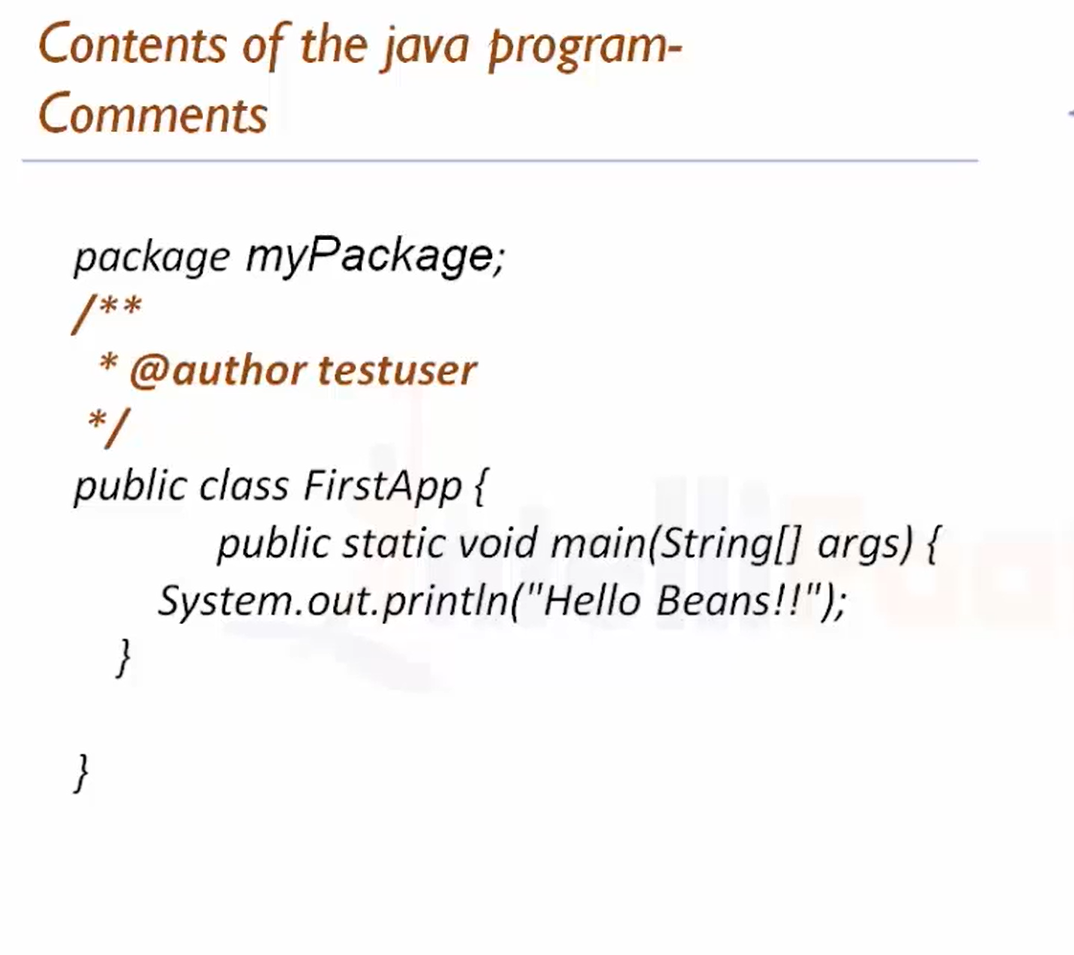 Contents of the java program-
Comments
package myPackage;
/**
* @author testuser
*/
public class FirstApp {
public static void main(String[] args) {
System.out.println("Hello Beans!!");
}
}